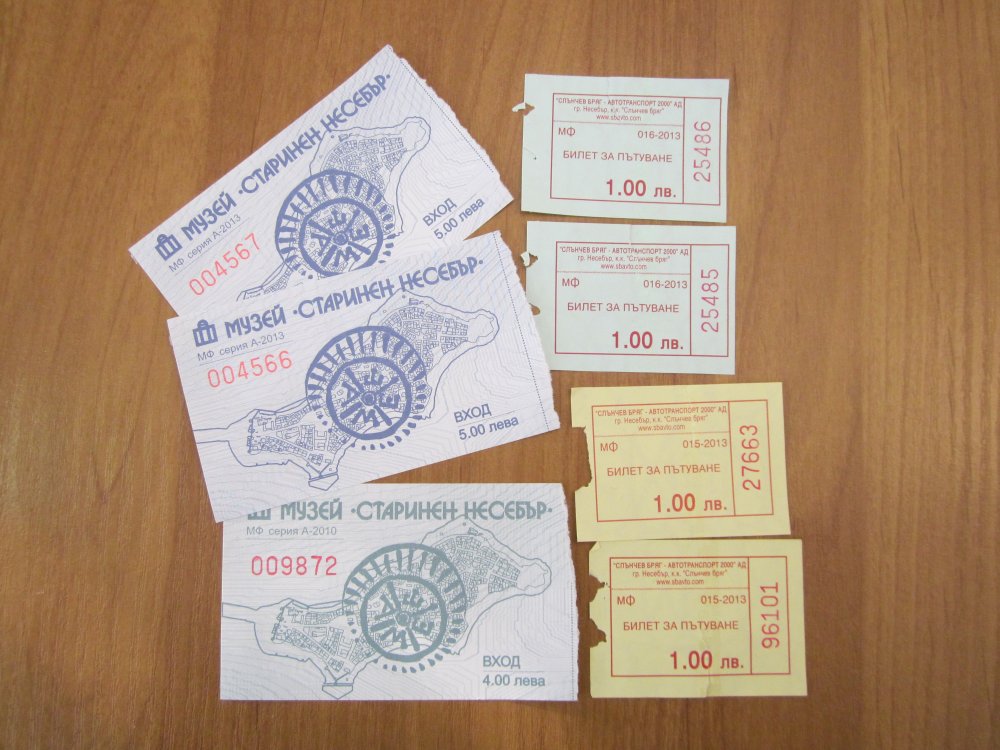 МУЗЕЙ ·СТАРИНЕН НЕСЕБЪР·
МФ серия А-2013
004567
ВХОД
5.00 лева
МУЗЕЙ ·СТАРИНЕН НЕСЕБЪР·
МФ серия А-2013
004566
ВХОД
5.00 лева
МУЗЕЙ ·СТАРИНЕН НЕСЕБЪР·
МФ серия А-2010
009872
ВХОД
4.00 лева
"СЛЪНЧЕВ БРЯГ - АВТОТРАНСПОРТ 2000" АД
гр. Несебър, к.к. "Слънчев бряг"
www.sbavto.com
МФ 016-2013
БИЛЕТ ЗА ПЪТУВАНЕ
1.00 лв.
25486
"СЛЪНЧЕВ БРЯГ - АВТОТРАНСПОРТ 2000" АД
гр. Несебър, к.к. "Слънчев бряг"
www.sbavto.com
МФ 016-2013
БИЛЕТ ЗА ПЪТУВАНЕ
1.00 лв.
25485
"СЛЪНЧЕВ БРЯГ - АВТОТРАНСПОРТ 2000" АД
гр. Несебър, к.к. "Слънчев бряг"
www.sbavto.com
МФ 015-2013
БИЛЕТ ЗА ПЪТУВАНЕ
1.00 лв.
27663
"СЛЪНЧЕВ БРЯГ - АВТОТРАНСПОРТ 2000" АД
гр. Несебър, к.к. "Слънчев бряг"
www.sbavto.com
МФ 015-2013
БИЛЕТ ЗА ПЪТУВАНЕ
1.00 лв.
96101